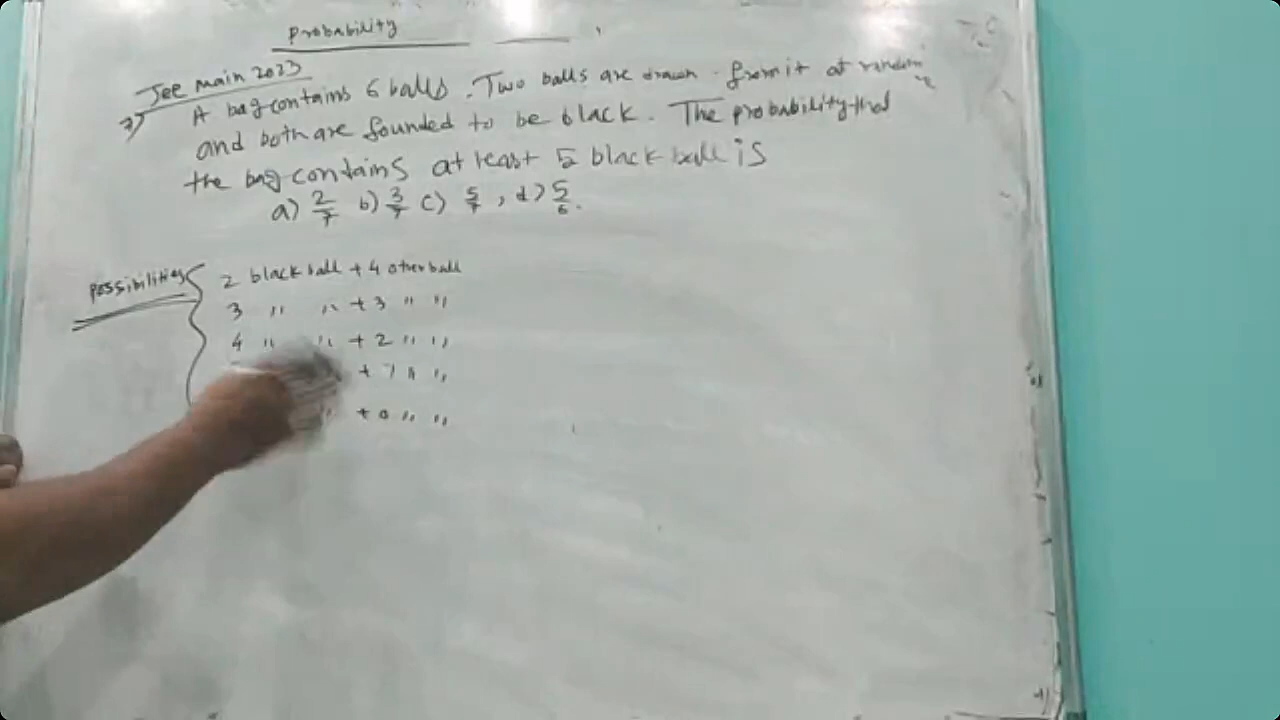 Probability
Jee main 2023
7) A bag contains 6 balls. Two balls are drawn from it at random
and both are founded to be black. The probability that
the bag contains at least 5 black ball is
a) 2/7 b) 3/7 c) 5/7, d) 5/6.
possibilities
2 black ball + 4 other ball
3 " " + 3 " "
4 " " + 2 " "
+ 1 " "
" + 0 " "